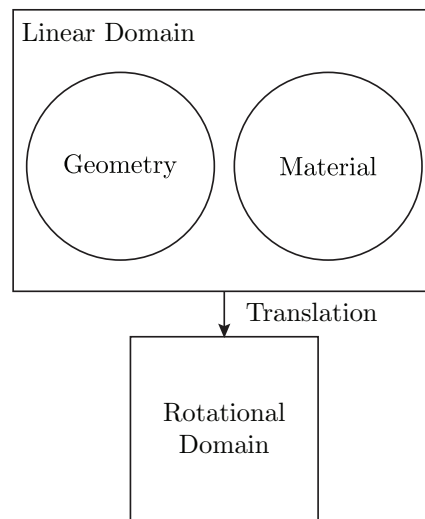 Linear Domain
Geometry
Material
Translation
Rotational
Domain